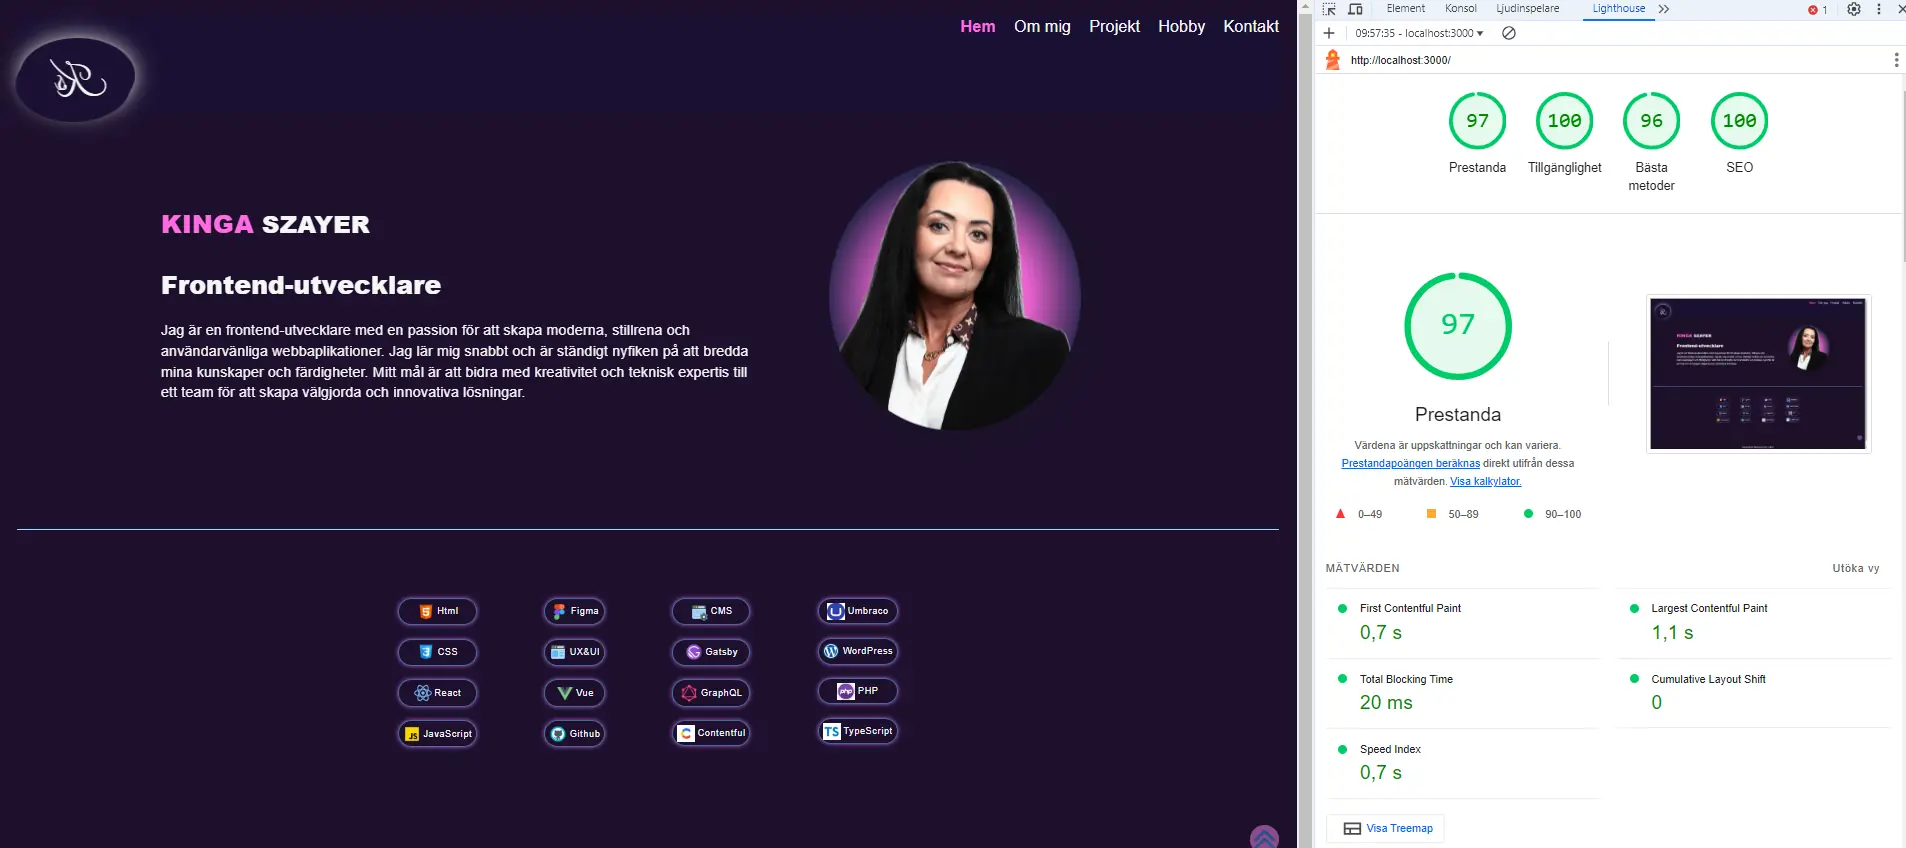 Hem Om mig Projekt Hobby Kontakt
KINGA SZAYER
Frontend-utvecklare
Jag är en frontend-utvecklare med en passion för att skapa moderna, stillrena och
användarvänliga webbaplikationer. Jag lär mig snabbt och är ständigt nyfiken på att bredda
mina kunskaper och färdigheter. Mitt mål är att bidra med kreativitet och teknisk expertis till
ett team för att skapa välgjorda och innovativa lösningar.
Html Figma CMS Umbraco
CSS UX&UI Gatsby WordPress
React Vue GraphQL PHP
JavaScript Github Contentful TypeScript
Element Konsol Ljudinspelare Lighthouse 1
09:57:35 - localhost:3000
http://localhost:3000/
97 100 96 100
Prestanda Tillgänglighet Bästa metoder SEO
97
Prestanda
Värdena är uppskattningar och kan variera.
Prestandapoängen beräknas direkt utifrån dessa
mätvärden. Visa kalkylator.
0–49 50–89 90–100
MÄTVÄRDEN Utöka vy
First Contentful Paint
0,7 s
Largest Contentful Paint
1,1 s
Total Blocking Time
20 ms
Cumulative Layout Shift
0
Speed Index
0,7 s
Visa Treemap